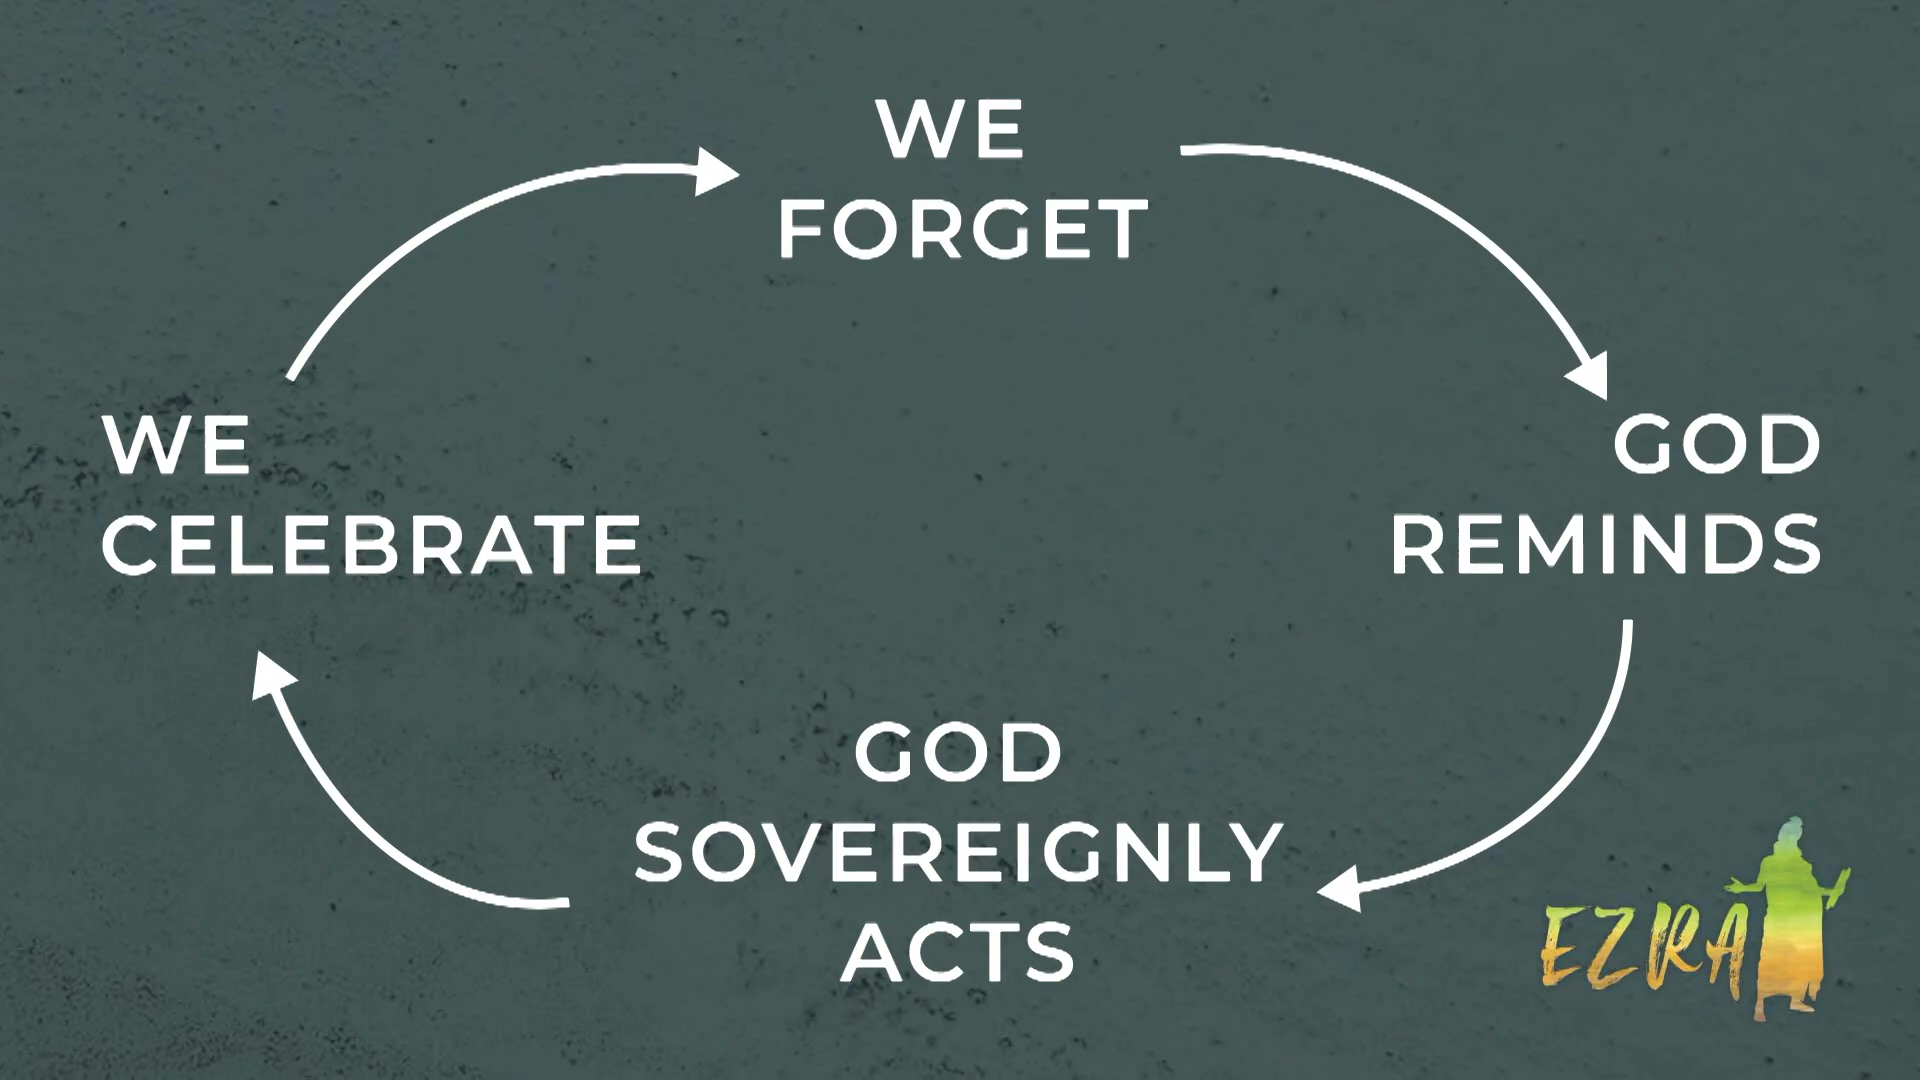 WE
FORGET
GOD
REMINDS
GOD
SOVEREIGNLY
ACTS
WE
CELEBRATE
EZRA